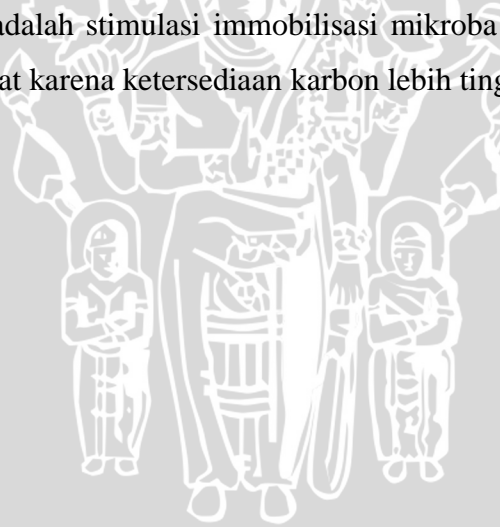 adalah stimulasi immobilisasi mikroba
at karena ketersediaan karbon lebih ting